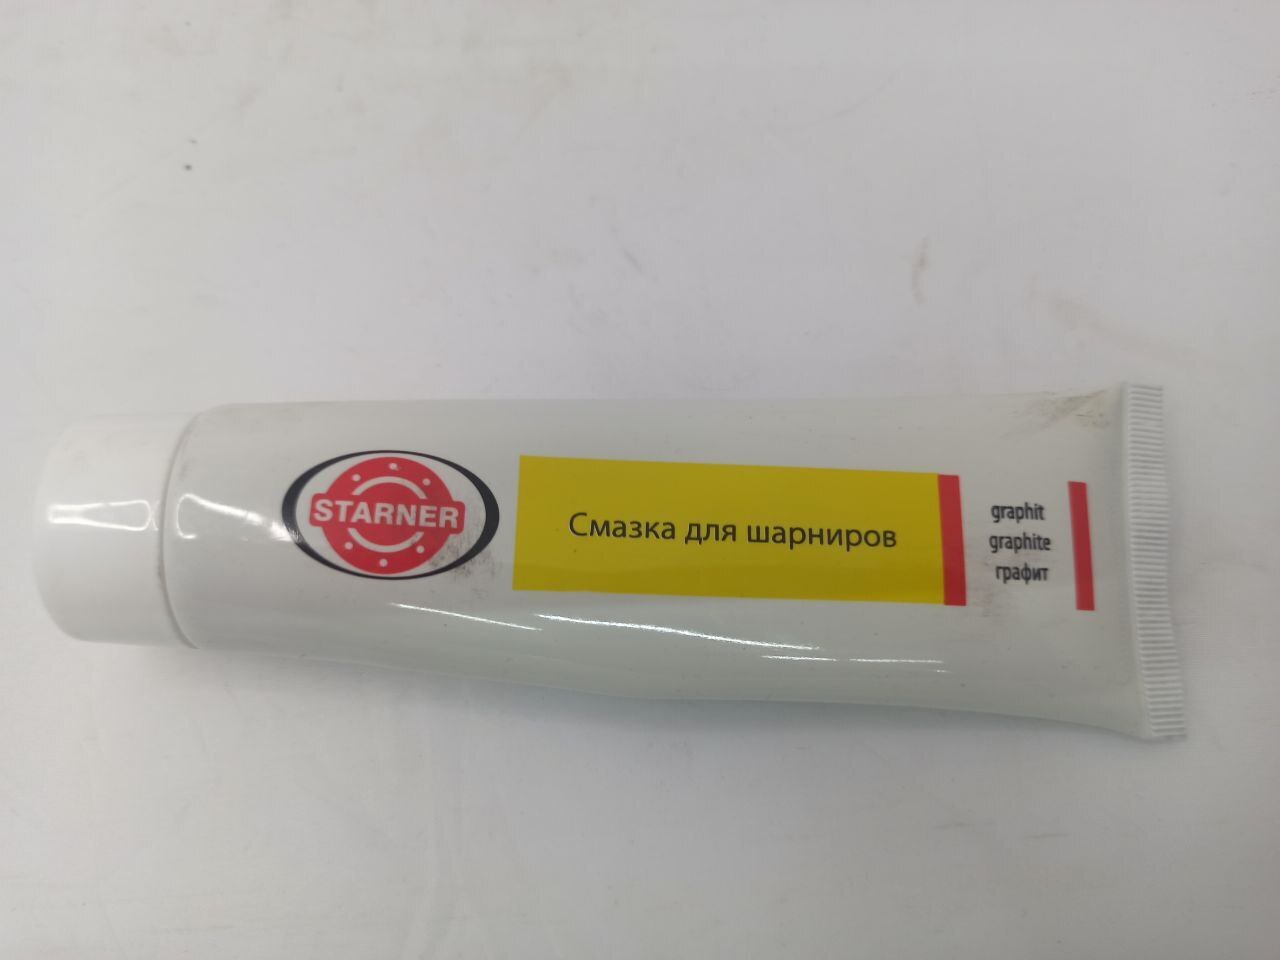 STARNER
Смазка для шарниров
graphit
graphite
графит